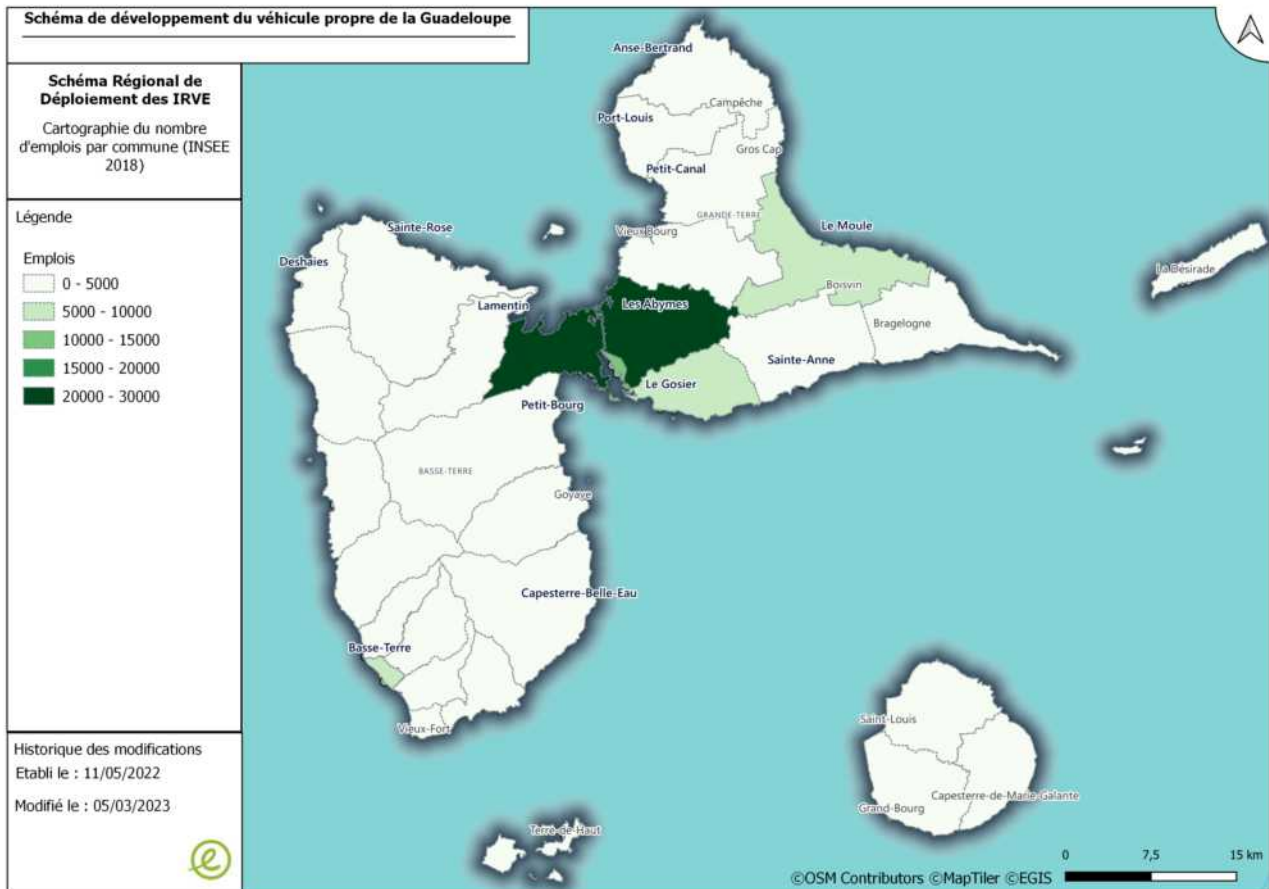 Schéma de développement du véhicule propre de la Guadeloupe
Schéma Régional de
Déploiement des IRVE
Cartographie du nombre
d'emplois par commune (INSEE
2018)
Légende
Emplois
0 - 5000
5000 - 10000
10000 - 15000
15000 - 20000
20000 - 30000
Historique des modifications
Etabli le : 11/05/2022
Modifié le : 05/03/2023
Anse-Bertrand
Campêche
Port-Louis
Gros Cap
Petit-Canal
GRANDE-TERRE
Le Moule
Vieux Bourg
Sainte-Rose
Deshaies
La Désirade
Boisvin
Lamentin
Les Abymes
Bragelogne
Sainte-Anne
Le Gosier
Petit-Bourg
BASSE-TERRE
Goyave
Capesterre-Belle-Eau
Basse-Terre
Vieux-Fort
Saint-Louis
Capesterre-de-Marie-Galante
Grand-Bourg
Terre-de-Haut
0 7,5 15 km
©OSM Contributors ©MapTiler ©EGIS